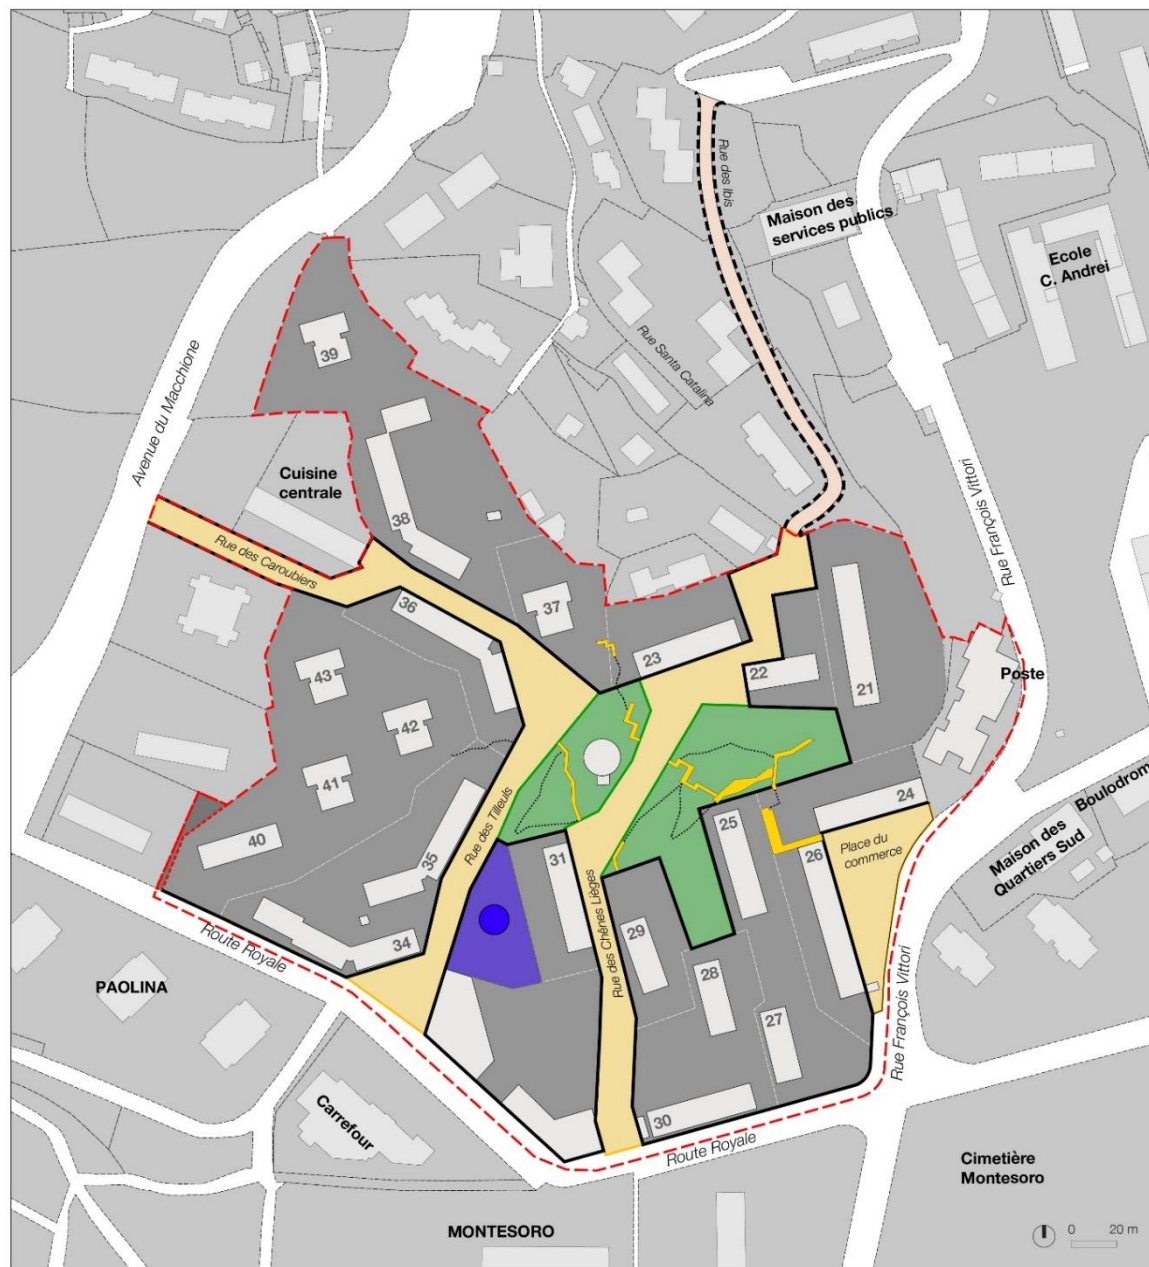 Rue des Ibis
Maison des
services publics
Ecole
C. Andrei
Rue Santa Catalina
Avenue du Macchione
39
Cuisine
centrale
38
Rue François Vittori
Rue des Caroubiers
36
37
23
22
21
Poste
43
42
41
40
35
Rue des Tilleuls
31
25
24
26
Place du
commerce
Boulodrome
Maison des
Quartiers Sud
Rue des Chênes Lièges
29
28
27
34
Route Royale
PAOLINA
Rue François Vittori
Carrefour
30
Route Royale
Cimetière
Montesoro
MONTESORO
0 20 m